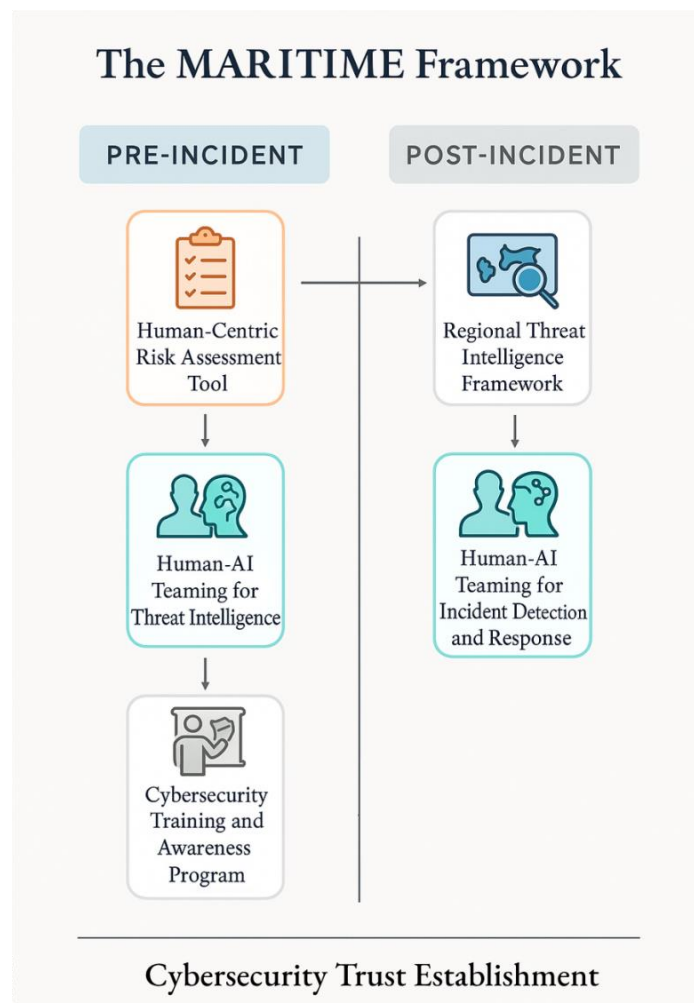 The MARITIME Framework
PRE-INCIDENT
POST-INCIDENT
Human-Centric
Risk Assessment
Tool
Regional Threat
Intelligence
Framework
Human-AI
Teaming for
Threat Intelligence
Human-AI
Teaming for
Incident Detection
and Response
Cybersecurity
Training and
Awareness
Program
Cybersecurity Trust Establishment